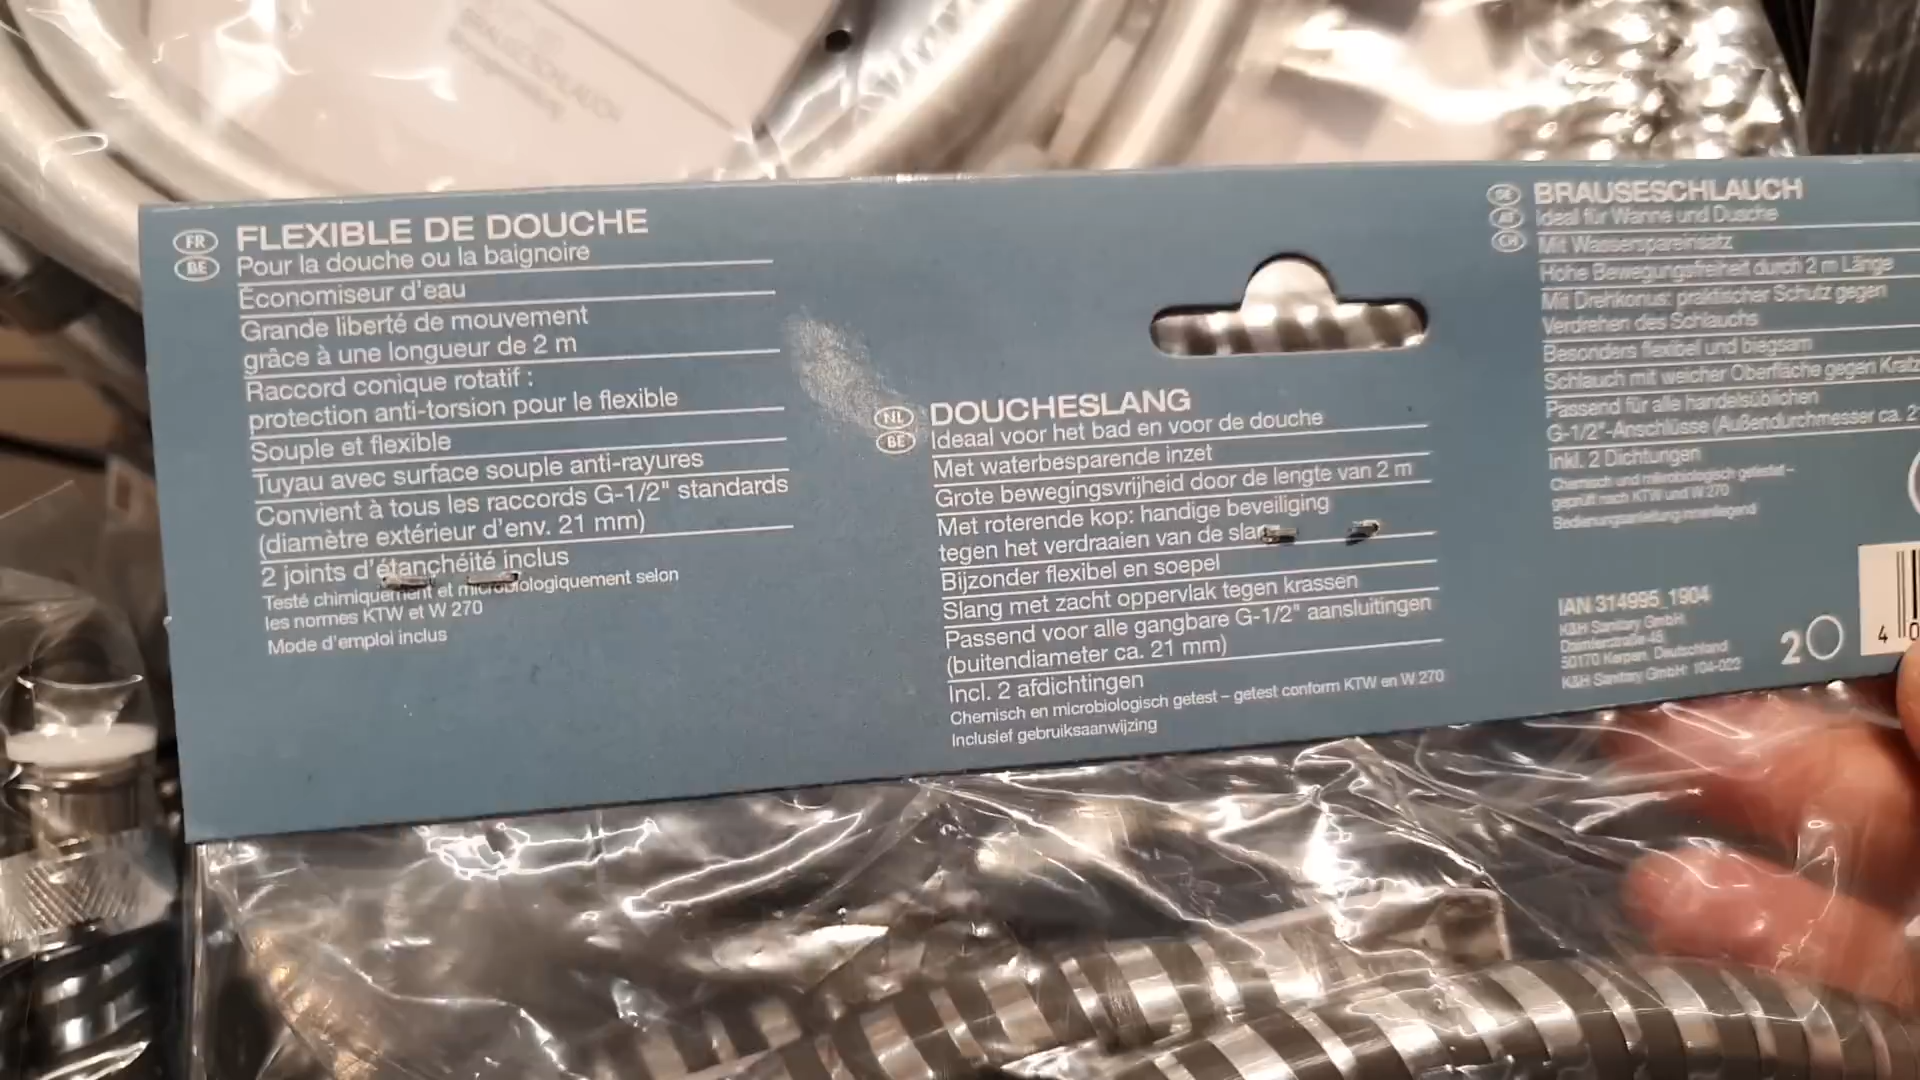 BRAUSESCHLAUCH
FR
BE
FLEXIBLE DE DOUCHE
Pour la douche ou la baignoire
Économiseur d'eau
Grande liberté de mouvement
grâce à une longueur de 2 m
Raccord conique rotatif :
protection anti-torsion pour le flexible
Souple et flexible
Tuyau avec surface souple anti-rayures
Convient à tous les raccords G-1/2" standards
(diamètre extérieur d'env. 21 mm)
2 joints d'étanchéité inclus
Testé chimiquement et microbiologiquement selon
les normes KTW et W 270
Mode d'emploi inclus
NL
BE
DOUCHESLANG
Ideaal voor het bad en voor de douche
Met waterbesparende inzet
Grote bewegingsvrijheid door de lengte van 2 m
Met roterende kop: handige beveiliging
tegen het verdraaien van de slang
Bijzonder flexibel en soepel
Slang met zacht oppervlak tegen krassen
Passend voor alle gangbare G-1/2" aansluitingen
(buitendiameter ca. 21 mm)
Incl. 2 afdichtingen
Chemisch en microbiologisch getest – getest conform KTW en W 270
Inclusief gebruiksaanwijzing
DE
AT
CH
BRAUSESCHLAUCH
Ideal für Wanne und Dusche
Mit Wasserspareinsatz
Hohe Bewegungsfreiheit durch 2 m Länge
Mit Drehkonus: praktischer Schutz gegen
Verdrehen des Schlauchs
Besonders flexibel und biegsam
Schlauch mit weicher Oberfläche gegen
Passend für alle handelsüblichen
G-1/2"-Anschlüsse (Außendurchmesser ca.
Inkl. 2 Dichtungen
Chemisch und mikrobiologisch getestet –
geprüft nach KTW und W 270
Bedienungsanleitung innenliegend
IAN 314995_1904
K&H Sanitary GmbH
Daimlerstraße 46,
50170 Kerpen, Deutschland
K&H Sanitary GmbH: 104-002
20
4